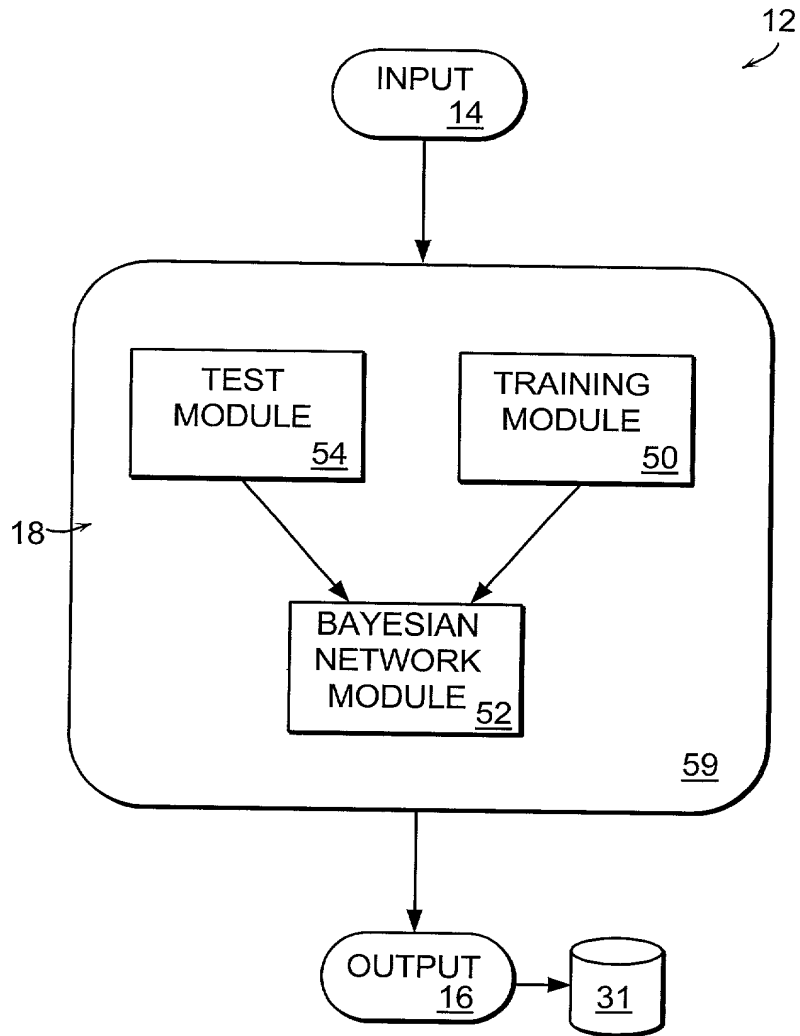 12
INPUT
14
TEST
MODULE
54
TRAINING
MODULE
50
18
BAYESIAN
NETWORK
MODULE
52
59
OUTPUT
16
31